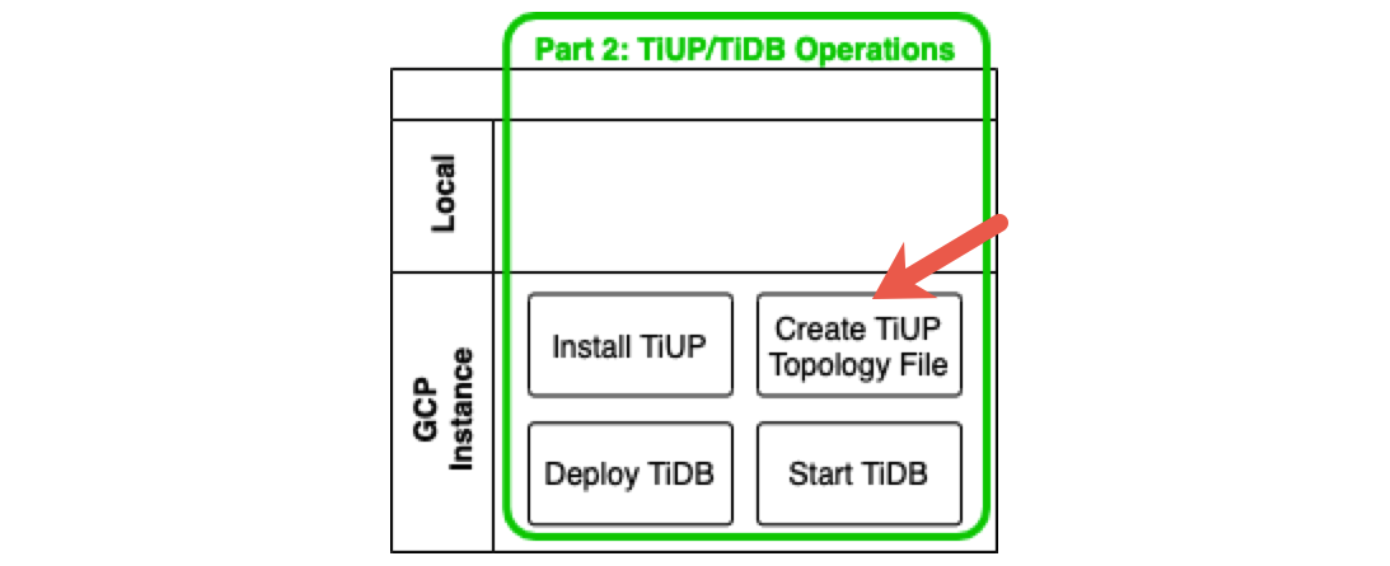 Part 2: TiUP/TiDB Operations
Local
GCP
Instance
Install TiUP
Create TiUP
Topology File
Deploy TiDB
Start TiDB